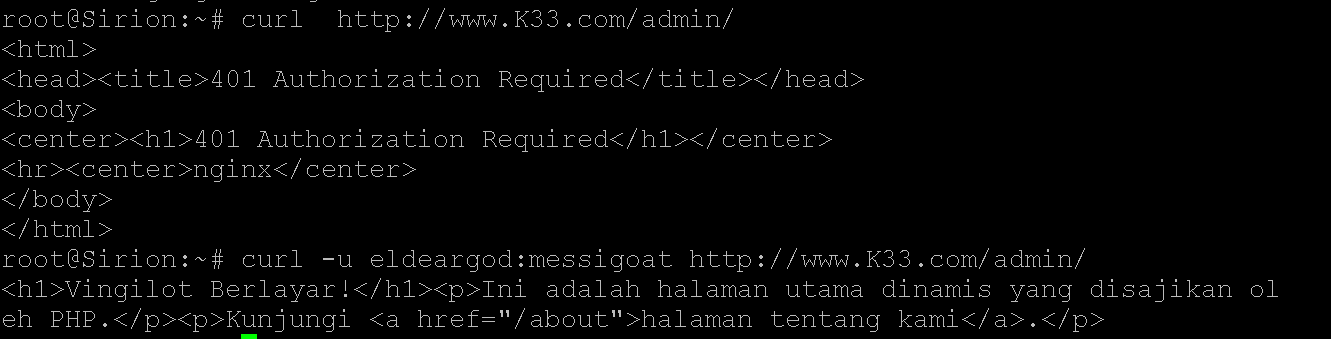 root@Sirion:~# curl  http://www.K33.com/admin/
<html>
<head><title>401 Authorization Required</title></head>
<body>
<center><h1>401 Authorization Required</h1></center>
<hr><center>nginx</center>
</body>
</html>
root@Sirion:~# curl -u eldeargod:messigoat http://www.K33.com/admin/
<h1>Vingilot Berlayar!</h1><p>Ini adalah halaman utama dinamis yang disajikan ol
eh PHP.</p><p>Kunjungi <a href="/about">halaman tentang kami</a>.</p>